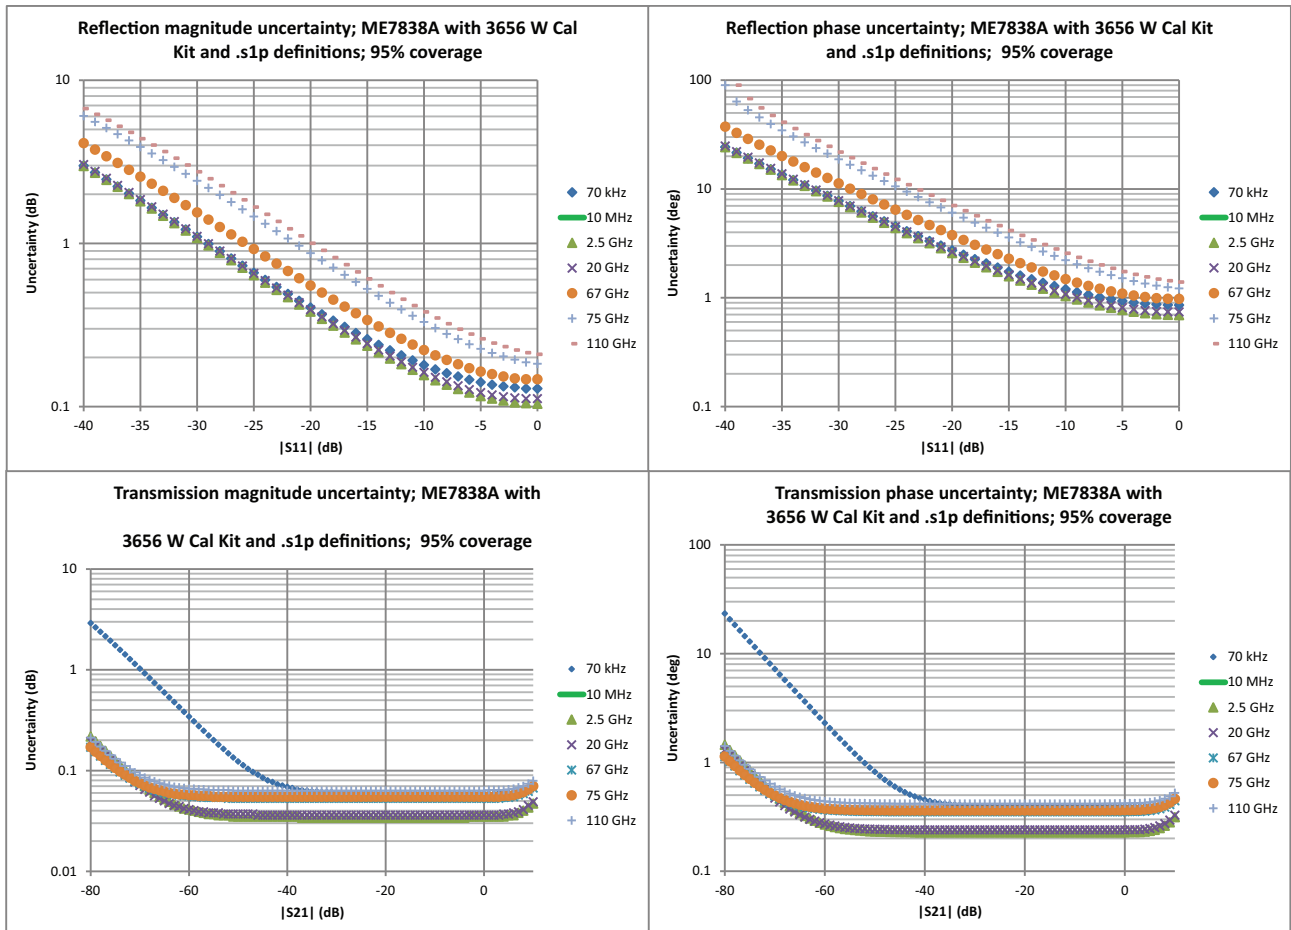 Reflection magnitude uncertainty; ME7838A with 3656 W Cal
Kit and .s1p definitions; 95% coverage
10
1
0.1
Uncertainty (dB)
-40 -35 -30 -25 -20 -15 -10 -5 0
|S11| (dB)
70 kHz
10 MHz
2.5 GHz
20 GHz
67 GHz
75 GHz
110 GHz
Reflection phase uncertainty; ME7838A with 3656 W Cal Kit
and .s1p definitions; 95% coverage
100
10
1
0.1
Uncertainty (deg)
-40 -35 -30 -25 -20 -15 -10 -5 0
|S11| (dB)
70 kHz
10 MHz
2.5 GHz
20 GHz
67 GHz
75 GHz
110 GHz
Transmission magnitude uncertainty; ME7838A with
3656 W Cal Kit and .s1p definitions; 95% coverage
10
1
0.1
0.01
Uncertainty (dB)
-80 -60 -40 -20 0
|S21| (dB)
70 kHz
10 MHz
2.5 GHz
20 GHz
67 GHz
75 GHz
110 GHz
Transmission phase uncertainty; ME7838A with
3656 W Cal Kit and .s1p definitions; 95% coverage
100
10
1
0.1
Uncertainty (deg)
-80 -60 -40 -20 0
|S21| (dB)
70 kHz
10 MHz
2.5 GHz
20 GHz
67 GHz
75 GHz
110 GHz